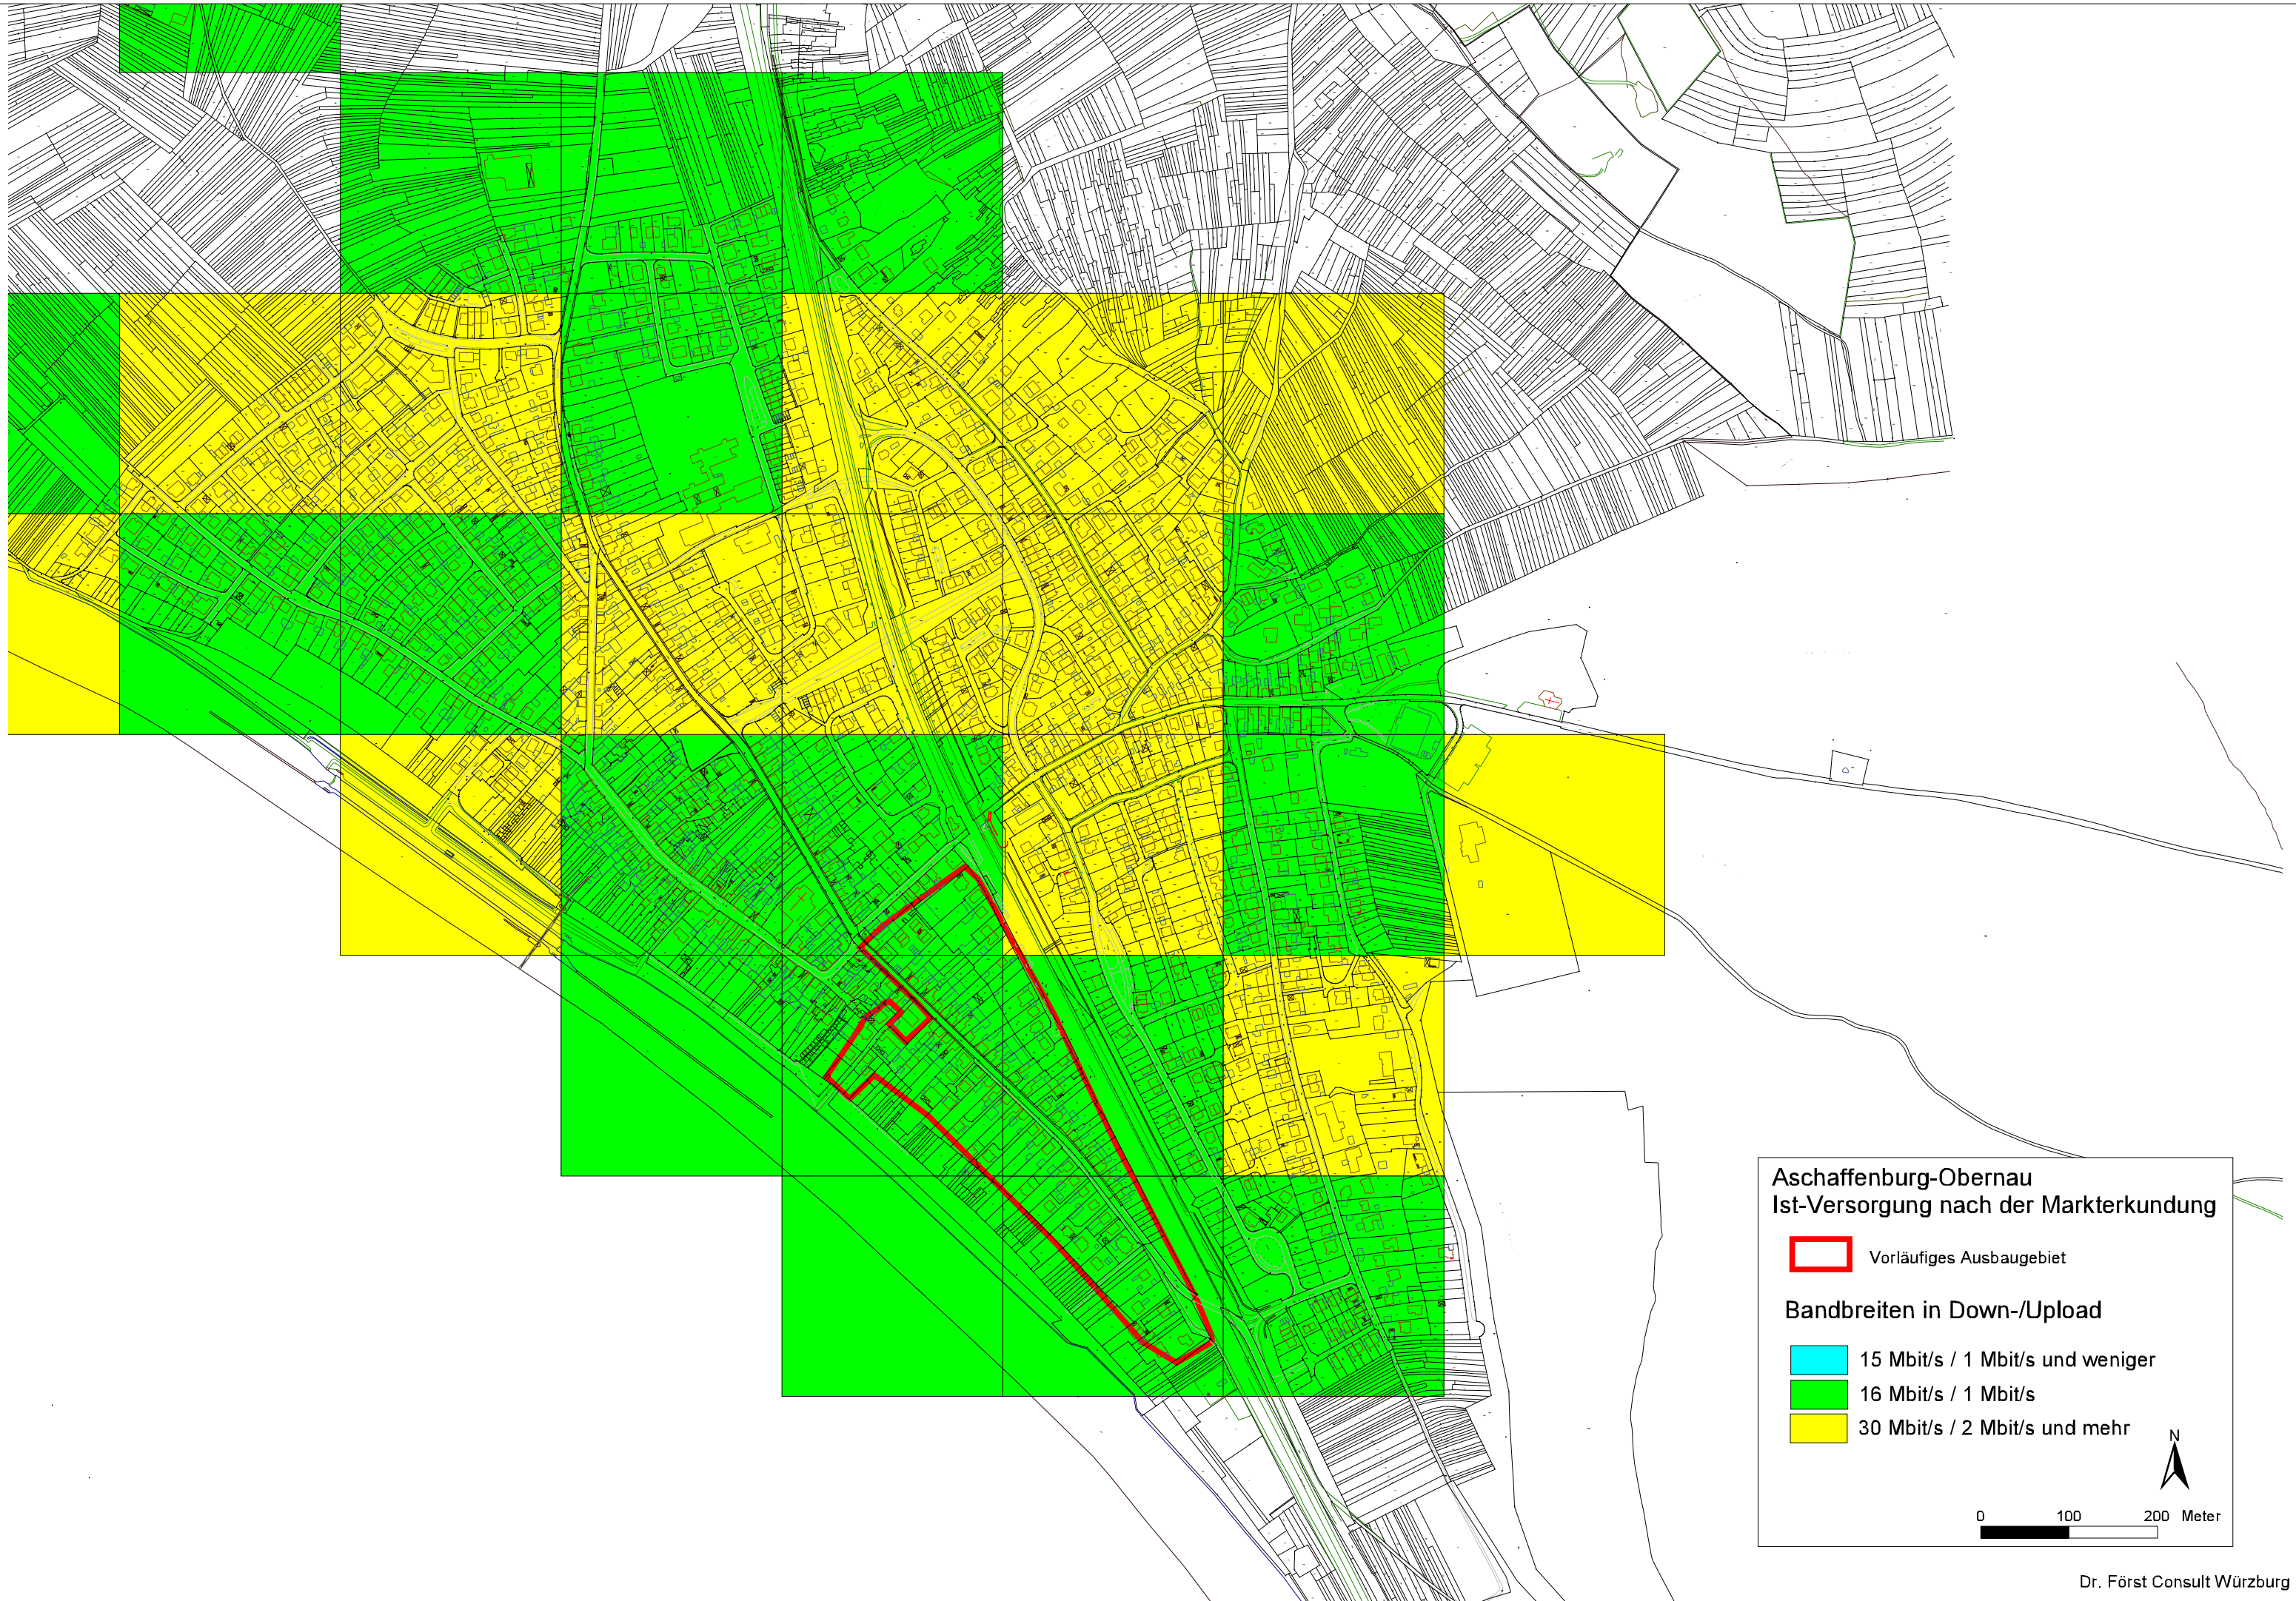 Aschaffenburg-Obernau
Ist-Versorgung nach der Markterkundung
Vorläufiges Ausbaugebiet
Bandbreiten in Down-/Upload
15 Mbit/s / 1 Mbit/s und weniger
16 Mbit/s / 1 Mbit/s
30 Mbit/s / 2 Mbit/s und mehr
N
0 100 200 Meter
Dr. Först Consult Würzburg